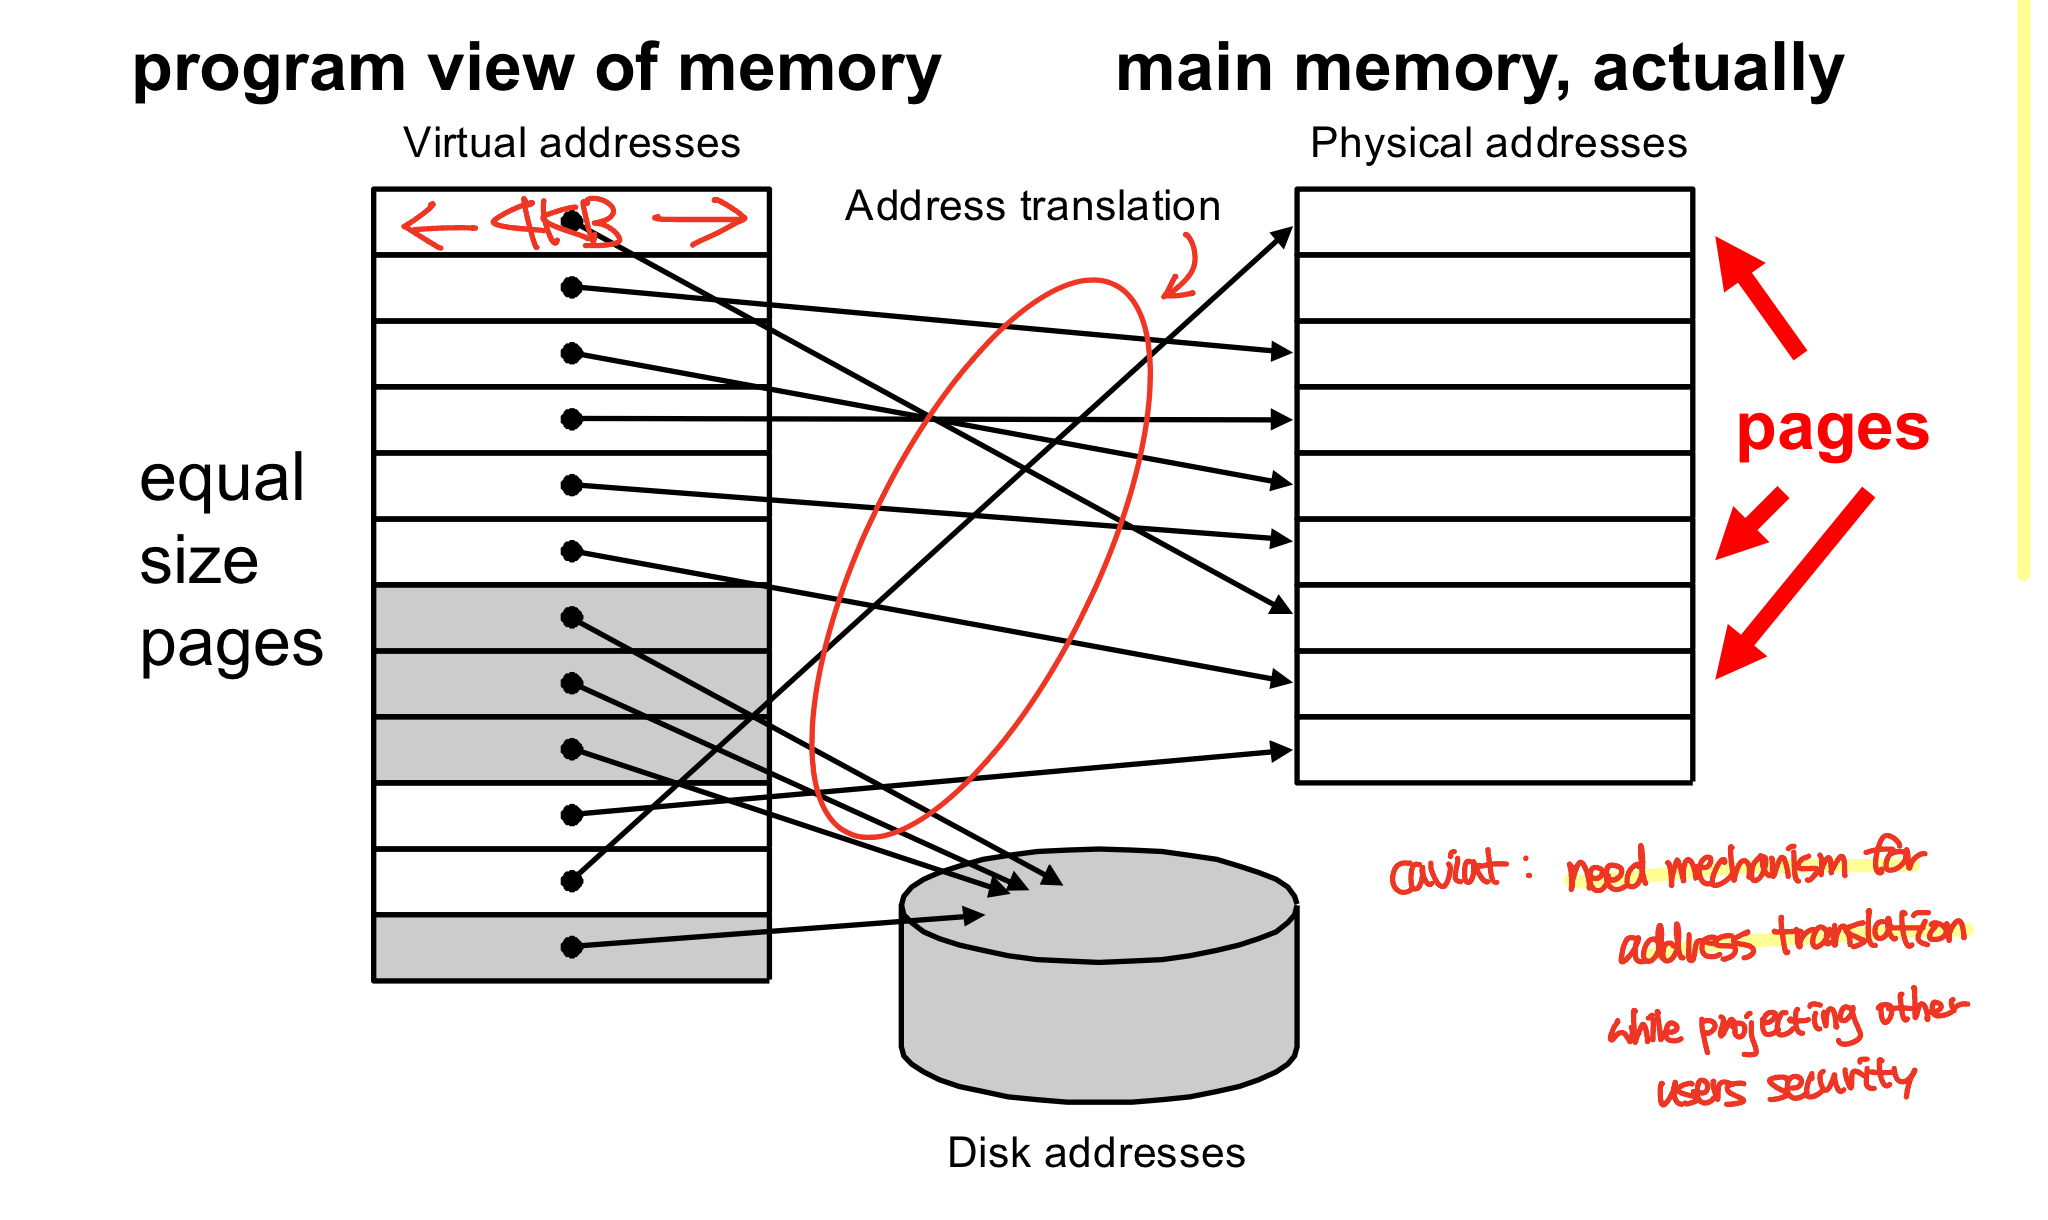 program view of memory
main memory, actually
Virtual addresses
Physical addresses
Address translation
← 4KB →
equal
size
pages
pages
caviat : need mechanism for
address translation
while projecting other
users security
Disk addresses